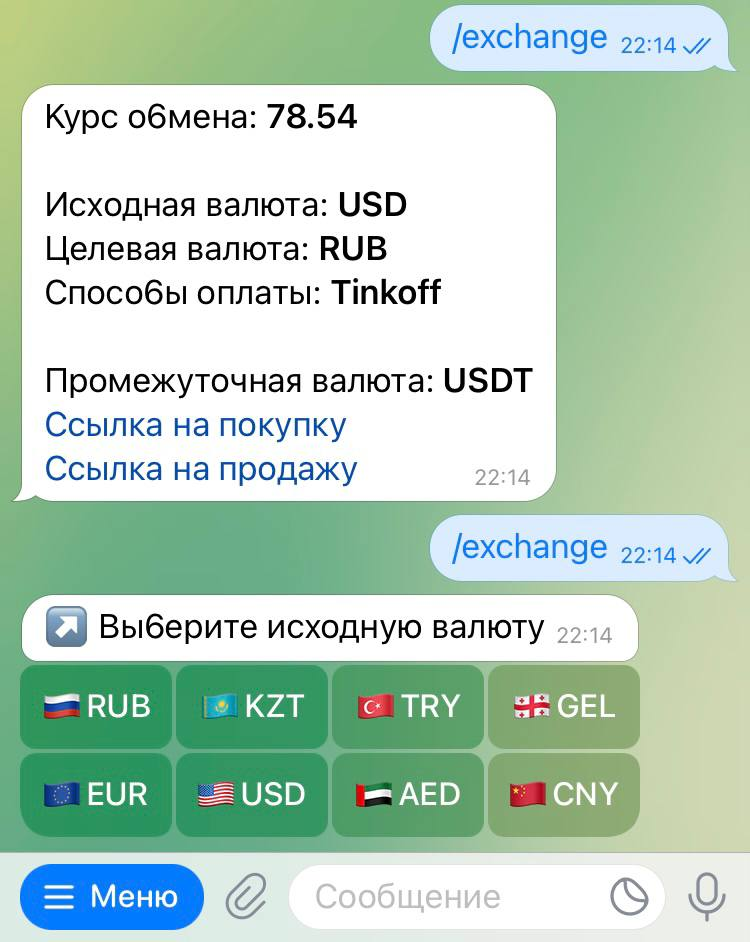 /exchange 22:14
Курс обмена: 78.54
Исходная валюта: USD
Целевая валюта: RUB
Способы оплаты: Tinkoff
Промежуточная валюта: USDT
Ссылка на покупку
Ссылка на продажу 22:14
/exchange 22:14
Выберите исходную валюту 22:14
RUB KZT TRY GEL
EUR USD AED CNY
Меню Сообщение